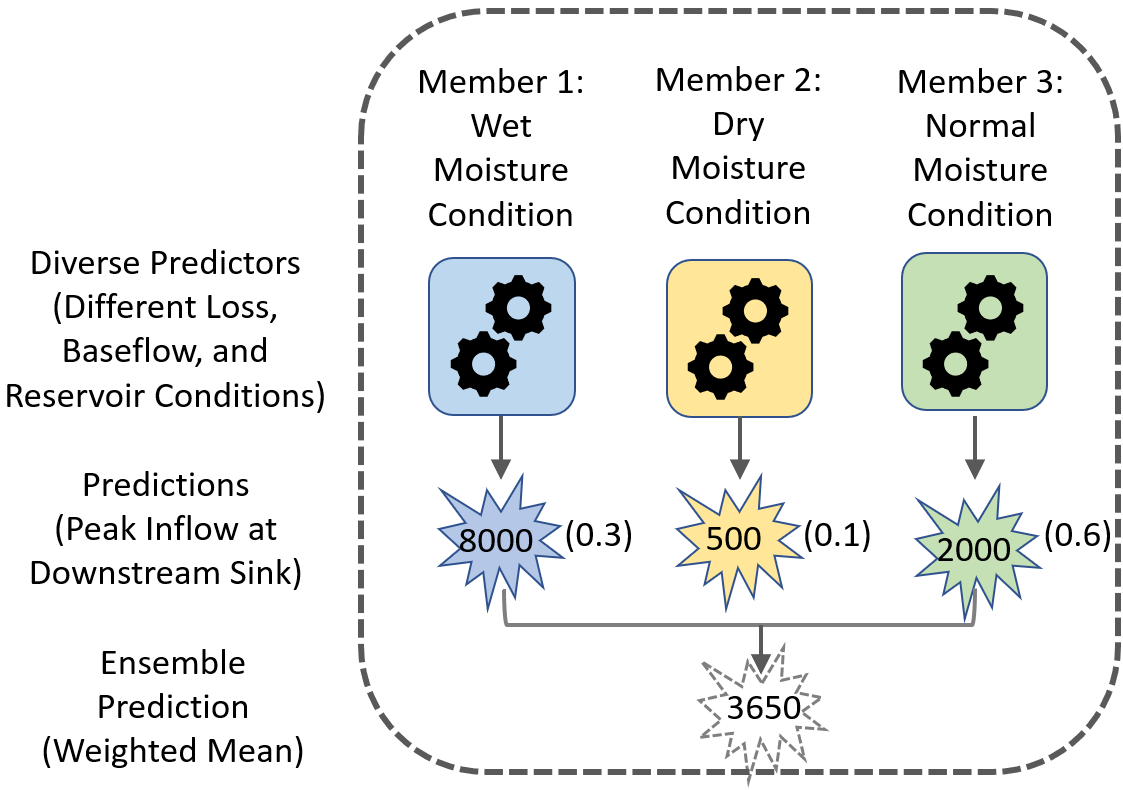 Member 1:
Wet
Moisture
Condition
Member 2:
Dry
Moisture
Condition
Member 3:
Normal
Moisture
Condition
Diverse Predictors
(Different Loss,
Baseflow, and
Reservoir Conditions)
Predictions
(Peak Inflow at
Downstream Sink)
8000 (0.3)
500 (0.1)
2000 (0.6)
Ensemble
Prediction
(Weighted Mean)
3650